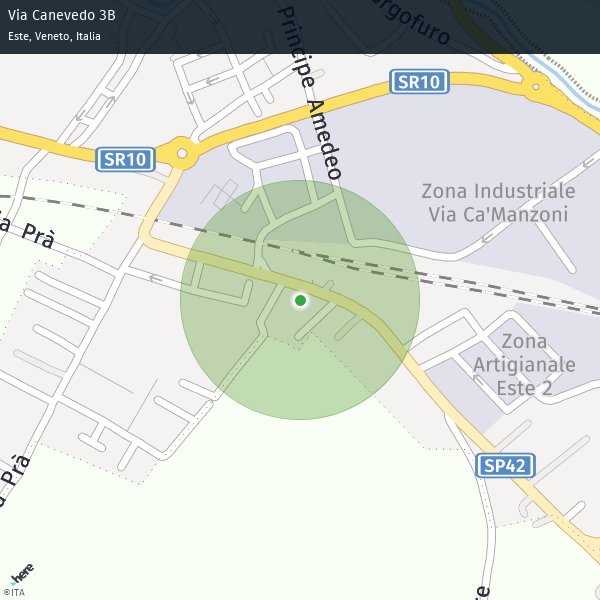 Via Canevedo 3B
Este, Veneto, Italia
Principe Amedeo
SR10
SR10
Zona Industriale
Via Ca'Manzoni
Prà
Zona
Artigianale
Este 2
SP42
Prà
here
©ITA